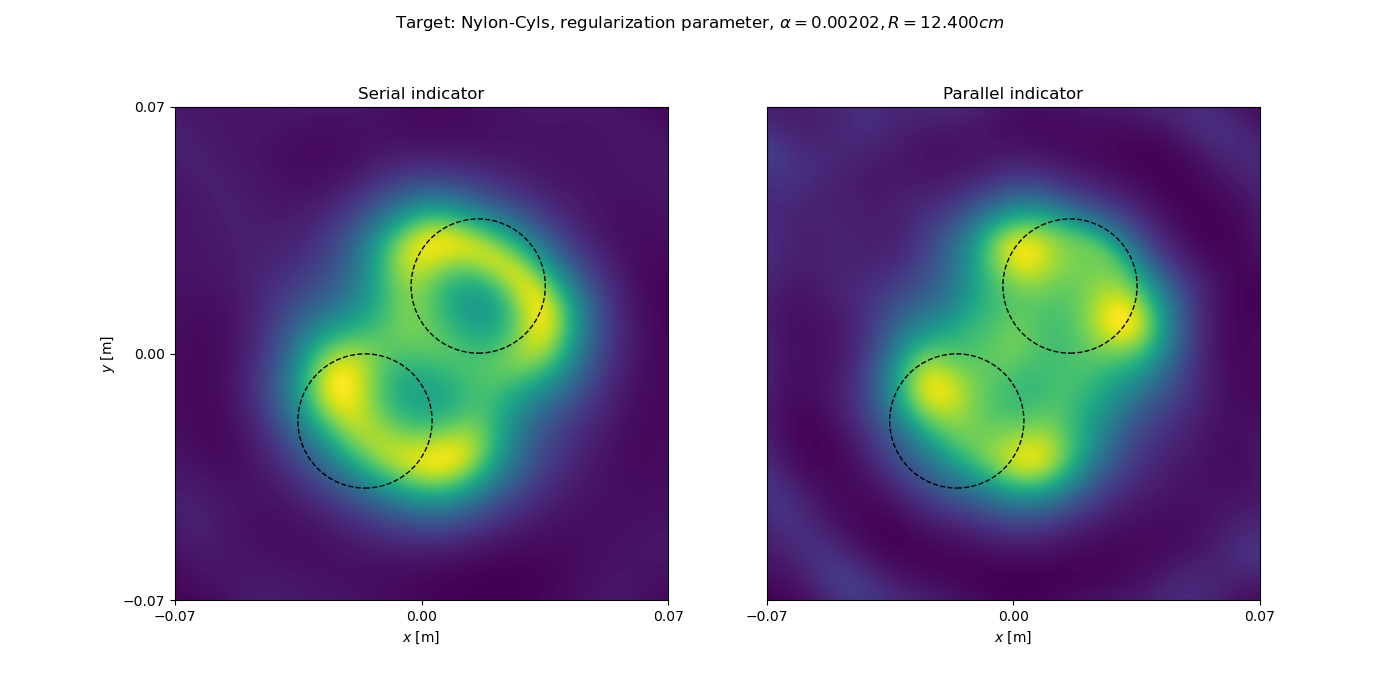 Target: Nylon-Cyls, regularization parameter, α = 0.00202, R = 12.400cm
Serial indicator
Parallel indicator
0.07
0.00
−0.07
y [m]
−0.07
0.00
0.07
x [m]
−0.07
0.00
0.07
x [m]